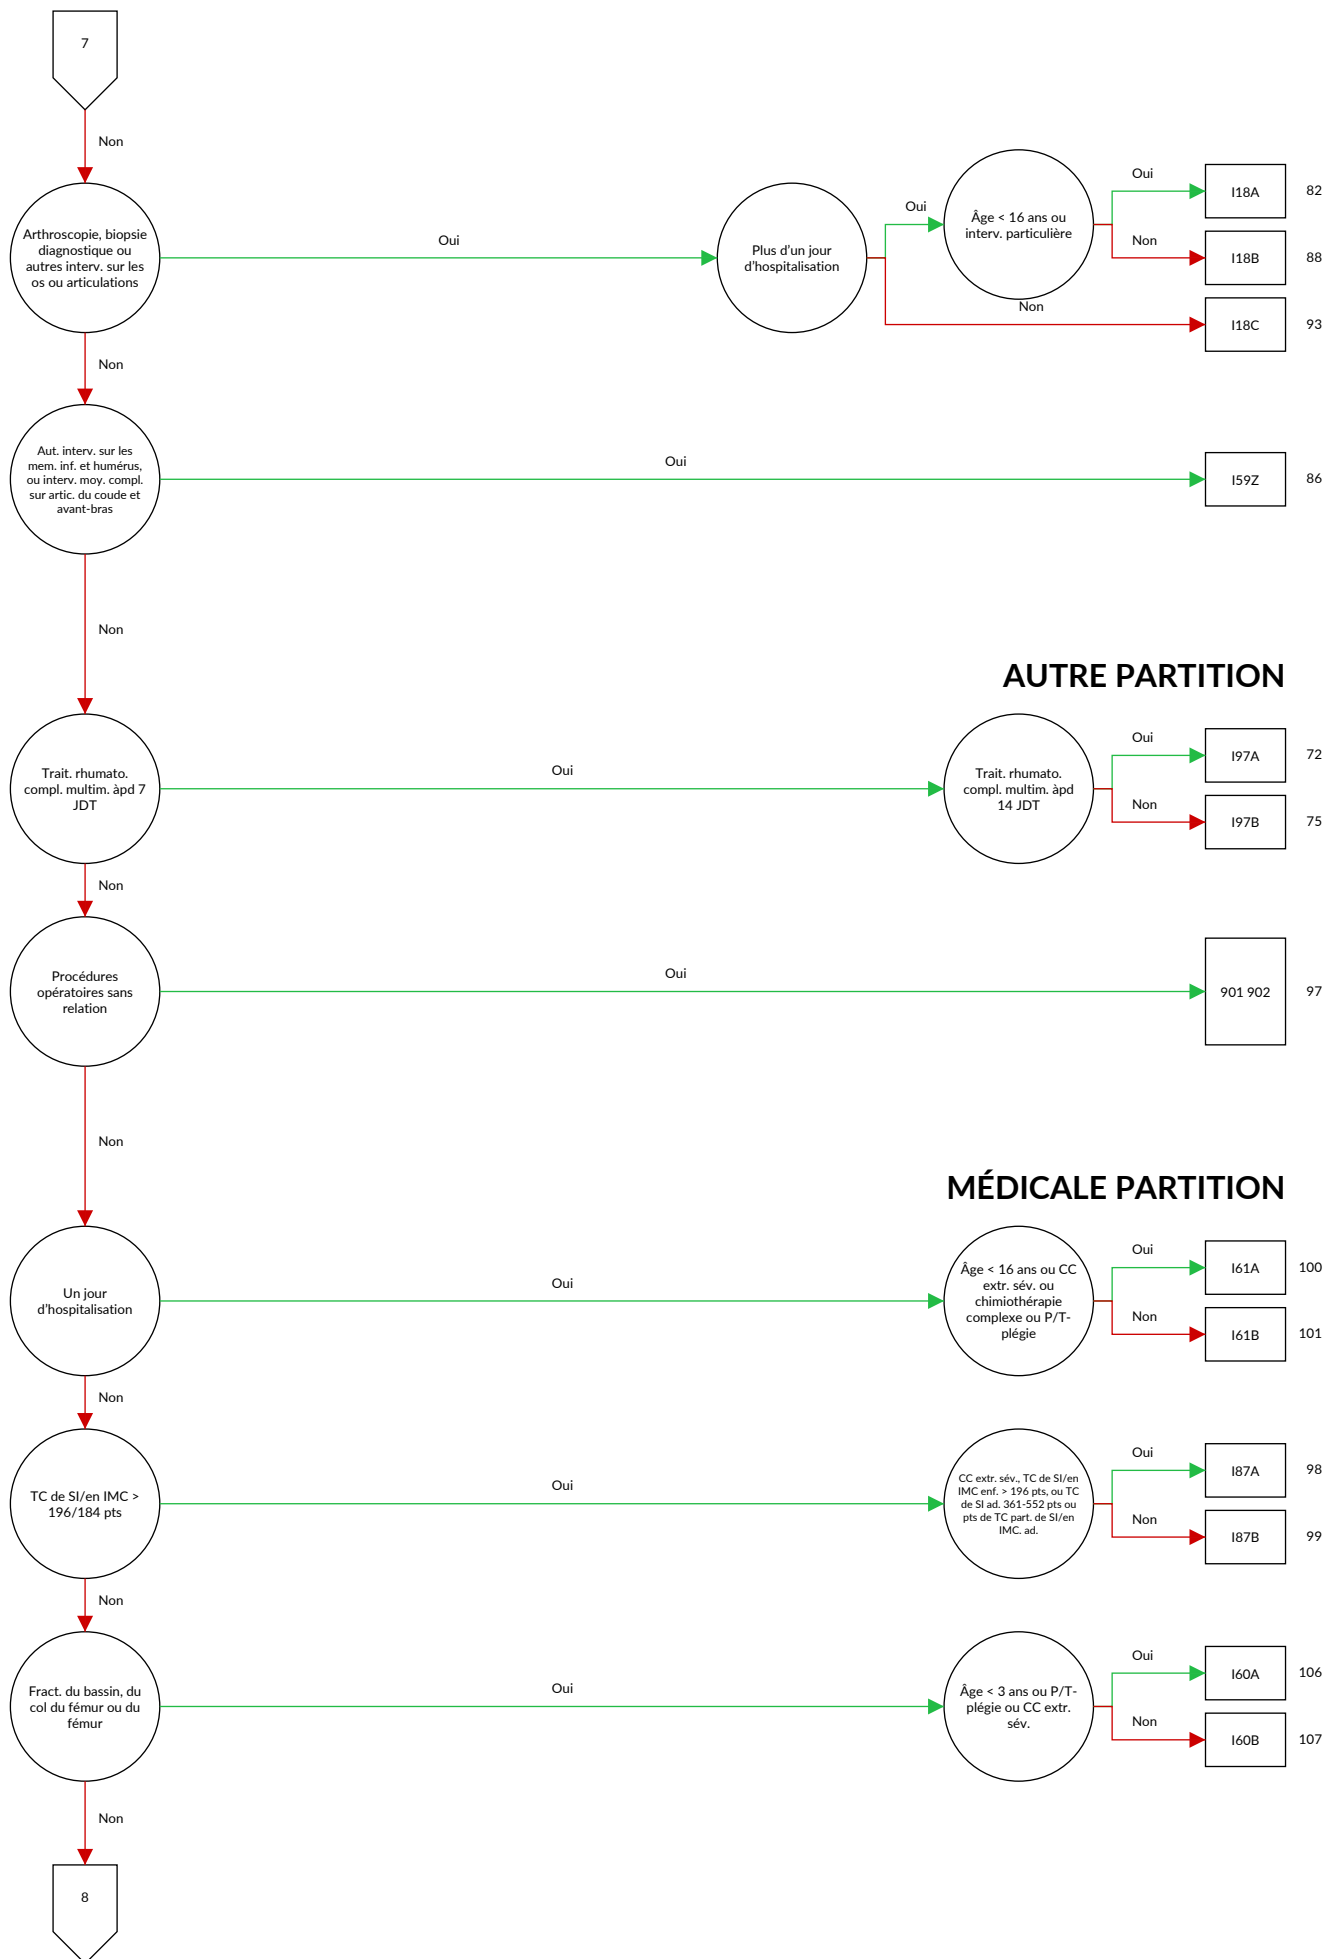 7
Non
Arthroscopie, biopsie
diagnostique ou
autres interv. sur les
os ou articulations
Oui
Plus d'un jour
d'hospitalisation
Oui
Âge < 16 ans ou
interv. particulière
Oui
I18A
82
Non
I18B
88
Non
I18C
93
Non
Aut. interv. sur les
mem. inf. et humérus,
ou interv. moy. compl.
sur artic. du coude et
avant-bras
Oui
I59Z
86
Non
AUTRE PARTITION
Trait. rhumato.
compl. multim. àpd 7
JDT
Oui
Trait. rhumato.
compl. multim. àpd
14 JDT
Oui
I97A
72
Non
I97B
75
Non
Procédures
opératoires sans
relation
Oui
901 902
97
Non
MÉDICALE PARTITION
Un jour
d'hospitalisation
Oui
Âge < 16 ans ou CC
extr. sév. ou
chimiothérapie
complexe ou P/T-
plégie
Oui
I61A
100
Non
I61B
101
Non
TC de SI/en IMC >
196/184 pts
Oui
CC extr. sév., TC de SI/en
IMC enf. > 196 pts, ou TC
de SI ad. 361-552 pts ou
pts de TC part. de SI/en
IMC. ad.
Oui
I87A
98
Non
I87B
99
Non
Fract. du bassin, du
col du fémur ou du
fémur
Oui
Âge < 3 ans ou P/T-
plégie ou CC extr.
sév.
Oui
I60A
106
Non
I60B
107
Non
8